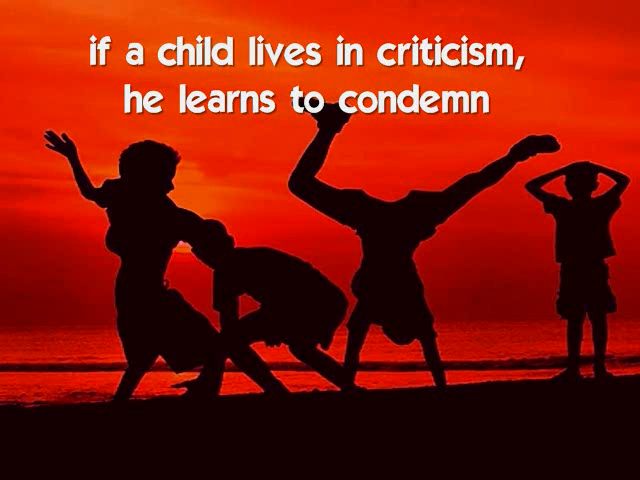 if a child lives in criticism,
he learns to condemn